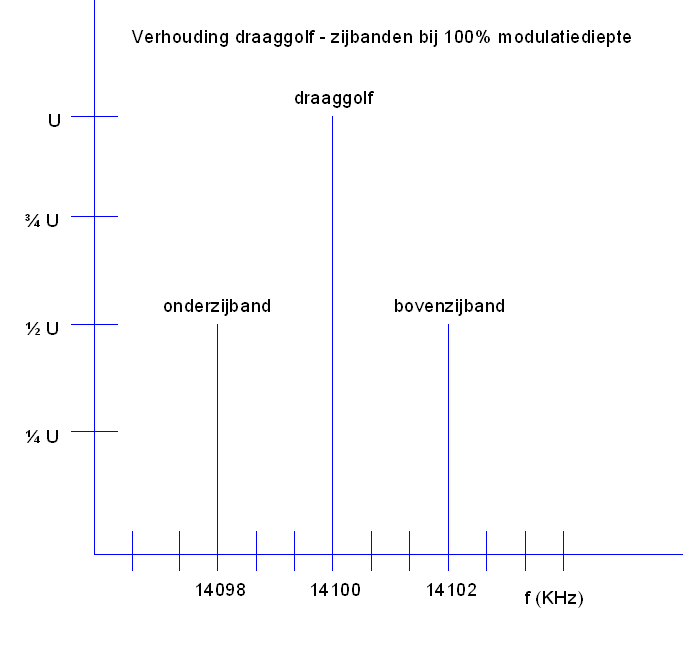 Verhouding draaggolf - zijbanden bij 100% modulatiediepte
draaggolf
U
¾ U
onderzijband
bovenzijband
½ U
¼ U
14098
14100
14102
f (KHz)